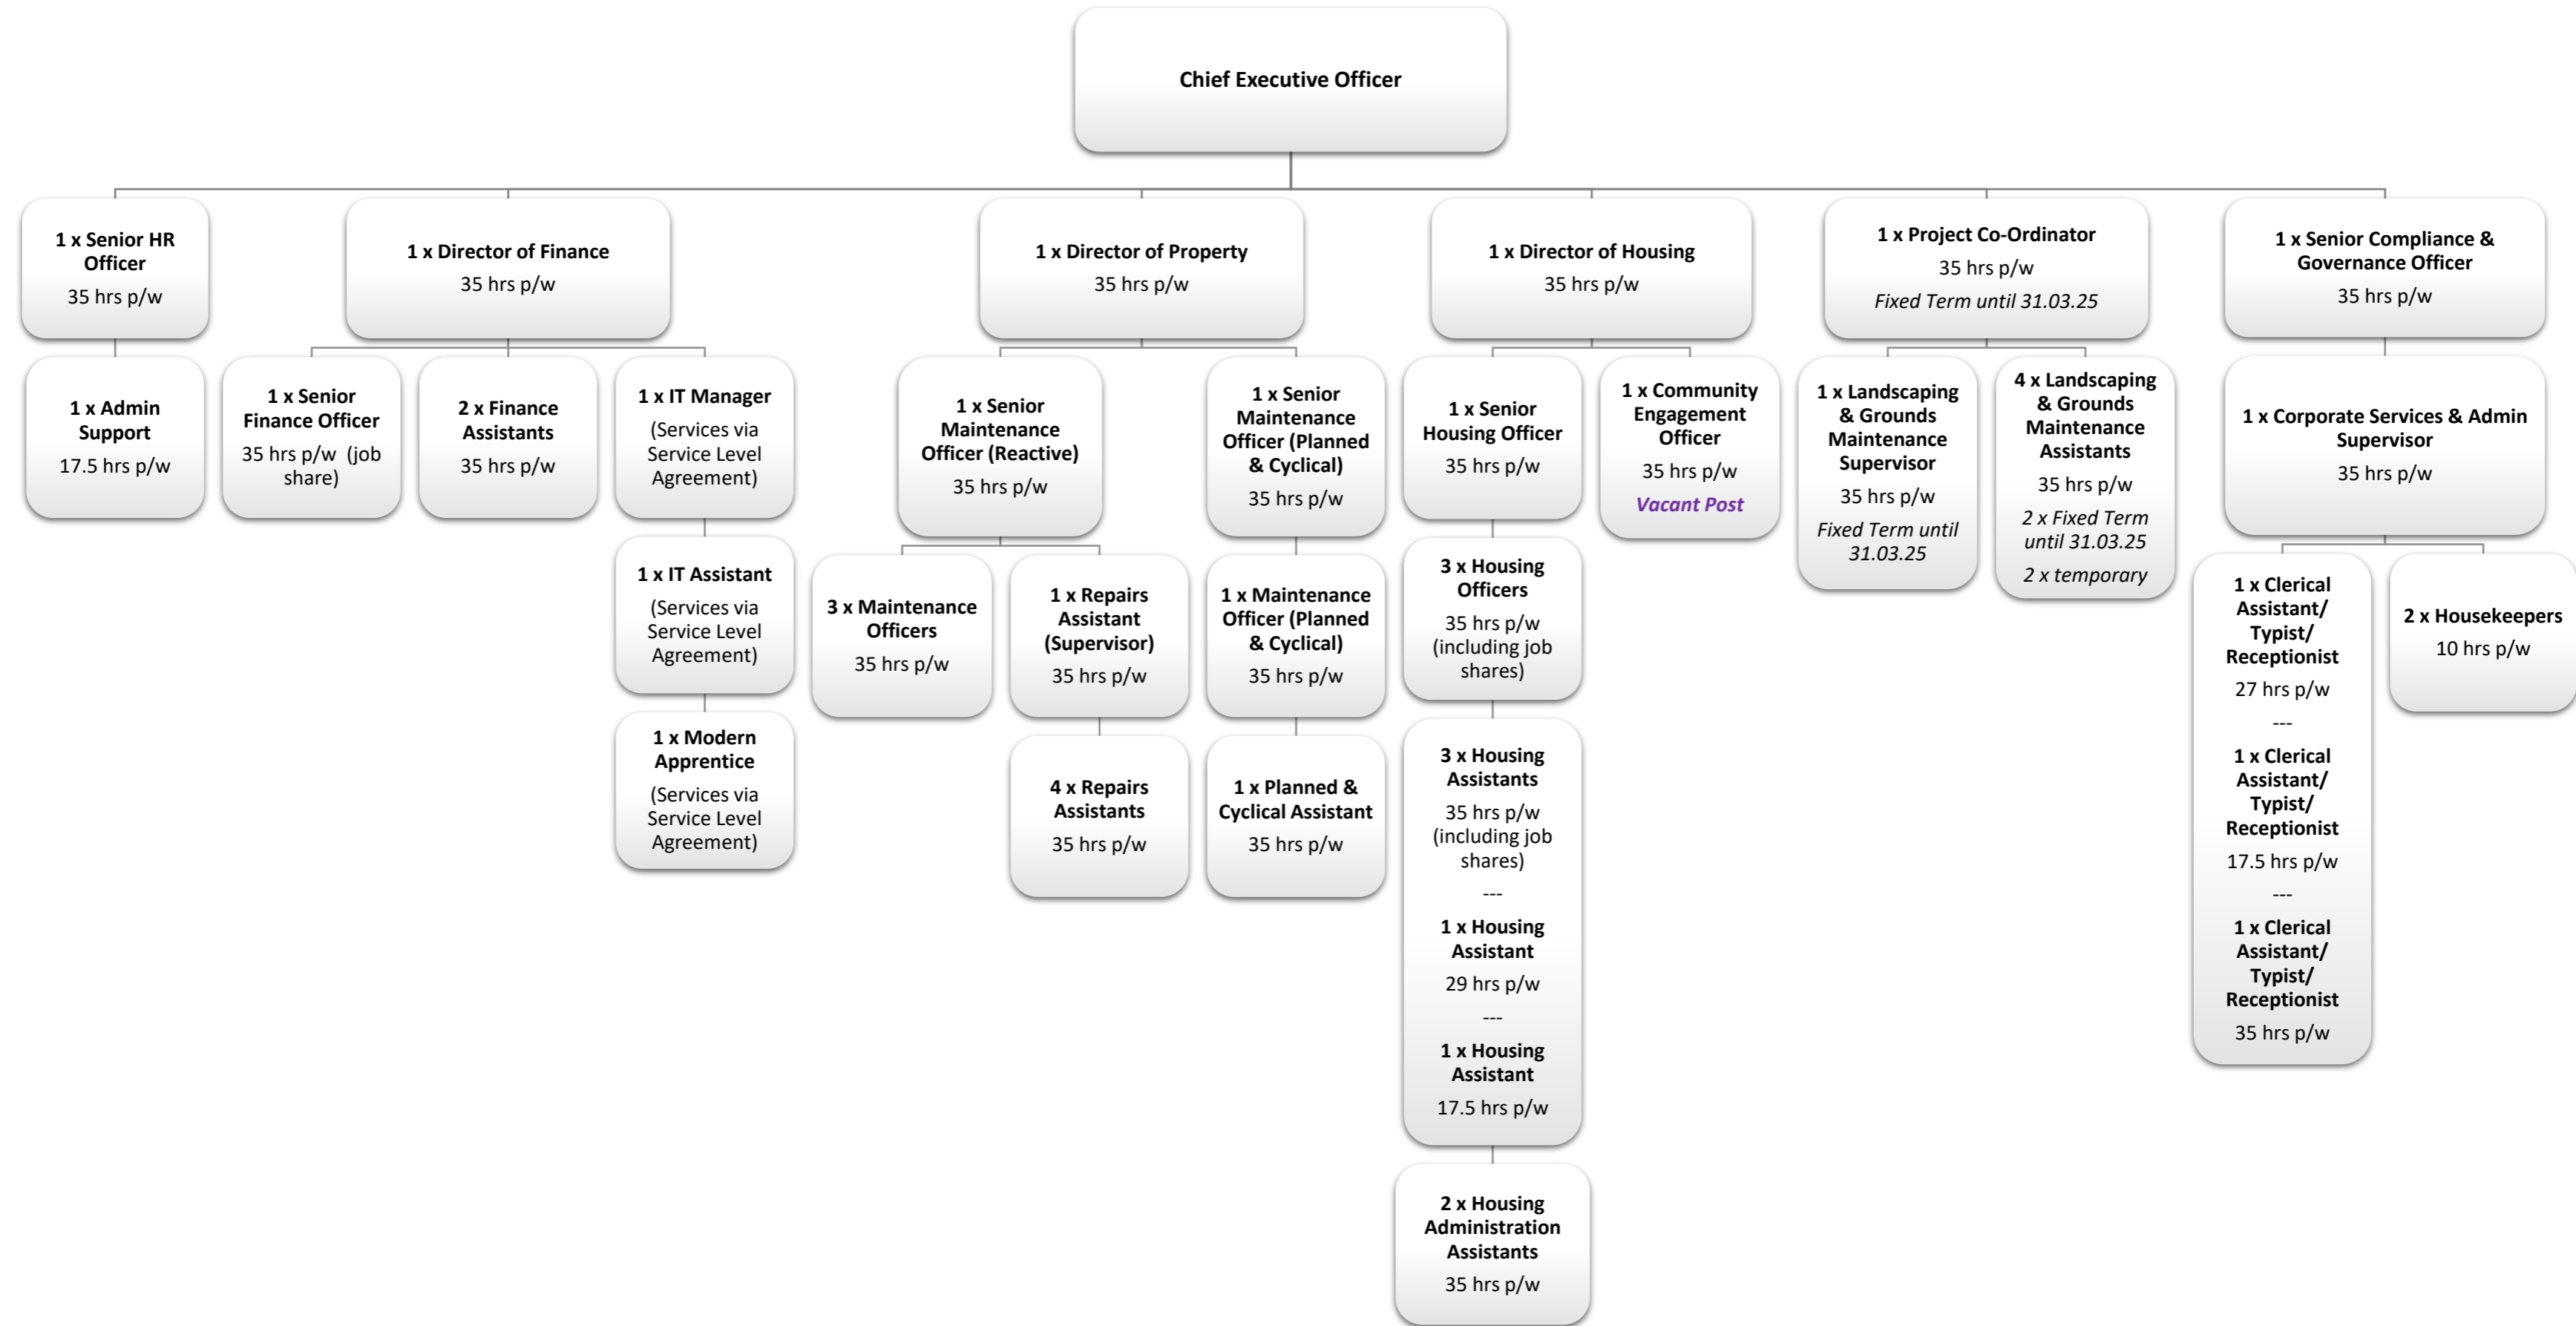 Chief Executive Officer
1 x Senior HR
Officer
35 hrs p/w
1 x Director of Finance
35 hrs p/w
1 x Director of Property
35 hrs p/w
1 x Director of Housing
35 hrs p/w
1 x Project Co-Ordinator
35 hrs p/w
Fixed Term until 31.03.25
1 x Senior Compliance &
Governance Officer
35 hrs p/w
1 x Admin
Support
17.5 hrs p/w
1 x Senior
Finance Officer
35 hrs p/w (job
share)
2 x Finance
Assistants
35 hrs p/w
1 x IT Manager
(Services via
Service Level
Agreement)
1 x Senior
Maintenance
Officer (Reactive)
35 hrs p/w
1 x Senior
Maintenance
Officer (Planned
& Cyclical)
35 hrs p/w
1 x Senior
Housing Officer
35 hrs p/w
1 x Community
Engagement
Officer
35 hrs p/w
Vacant Post
1 x Landscaping
& Grounds
Maintenance
Supervisor
35 hrs p/w
Fixed Term until
31.03.25
4 x Landscaping
& Grounds
Maintenance
Assistants
35 hrs p/w
2 x Fixed Term
until 31.03.25
2 x temporary
1 x Corporate Services & Admin
Supervisor
35 hrs p/w
1 x IT Assistant
(Services via
Service Level
Agreement)
3 x Maintenance
Officers
35 hrs p/w
1 x Repairs
Assistant
(Supervisor)
35 hrs p/w
1 x Maintenance
Officer (Planned
& Cyclical)
35 hrs p/w
3 x Housing
Officers
35 hrs p/w
(including job
shares)
1 x Clerical
Assistant/
Typist/
Receptionist
27 hrs p/w
---
1 x Clerical
Assistant/
Typist/
Receptionist
17.5 hrs p/w
---
1 x Clerical
Assistant/
Typist/
Receptionist
35 hrs p/w
2 x Housekeepers
10 hrs p/w
1 x Modern
Apprentice
(Services via
Service Level
Agreement)
4 x Repairs
Assistants
35 hrs p/w
1 x Planned &
Cyclical Assistant
35 hrs p/w
3 x Housing
Assistants
35 hrs p/w
(including job
shares)
---
1 x Housing
Assistant
29 hrs p/w
---
1 x Housing
Assistant
17.5 hrs p/w
2 x Housing
Administration
Assistants
35 hrs p/w